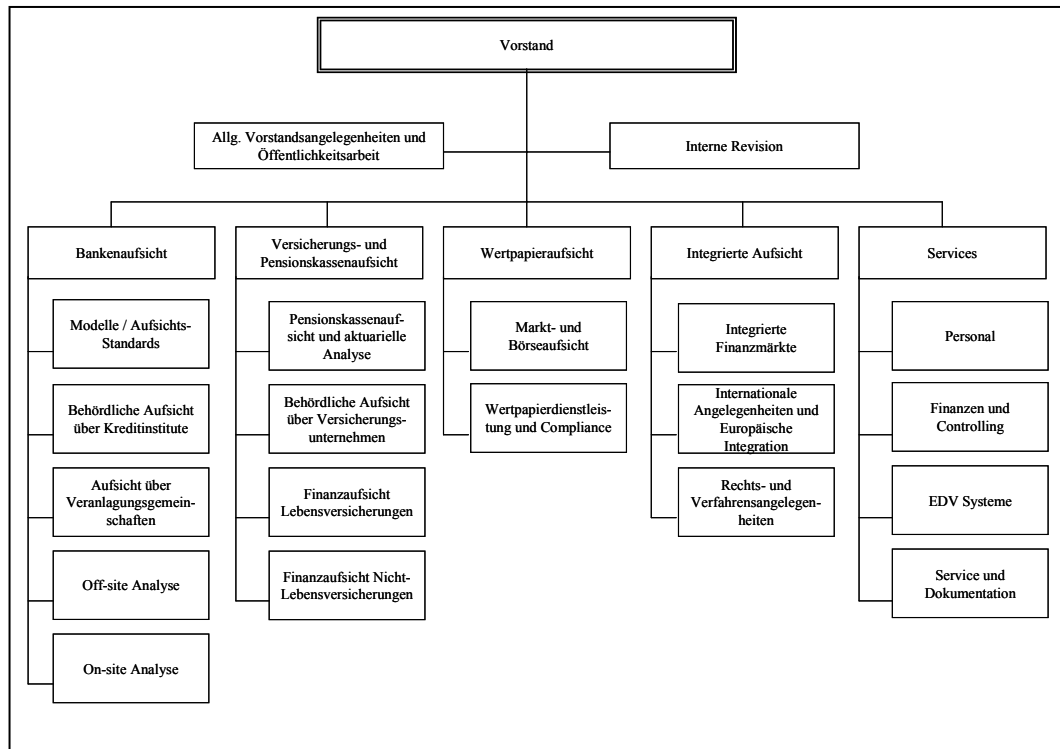 Vorstand
Allg. Vorstandsangelegenheiten und
Öffentlichkeitsarbeit
Interne Revision
Bankenaufsicht
Versicherungs- und
Pensionskassenaufsicht
Wertpapieraufsicht
Integrierte Aufsicht
Services
Modelle / Aufsichts-
Standards
Behördliche Aufsicht
über Kreditinstitute
Aufsicht über
Veranlagungsgemein-
schaften
Off-site Analyse
On-site Analyse
Pensionskassenauf-
sicht und aktuarielle
Analyse
Behördliche Aufsicht
über Versicherungs-
unternehmen
Finanzaufsicht
Lebensversicherungen
Finanzaufsicht Nicht-
Lebensversicherungen
Markt- und
Börseaufsicht
Wertpapierdienstleis-
tung und Compliance
Integrierte
Finanzmärkte
Internationale
Angelegenheiten und
Europäische
Integration
Rechts- und
Verfahrensangelegen-
heiten
Personal
Finanzen und
Controlling
EDV Systeme
Service und
Dokumentation